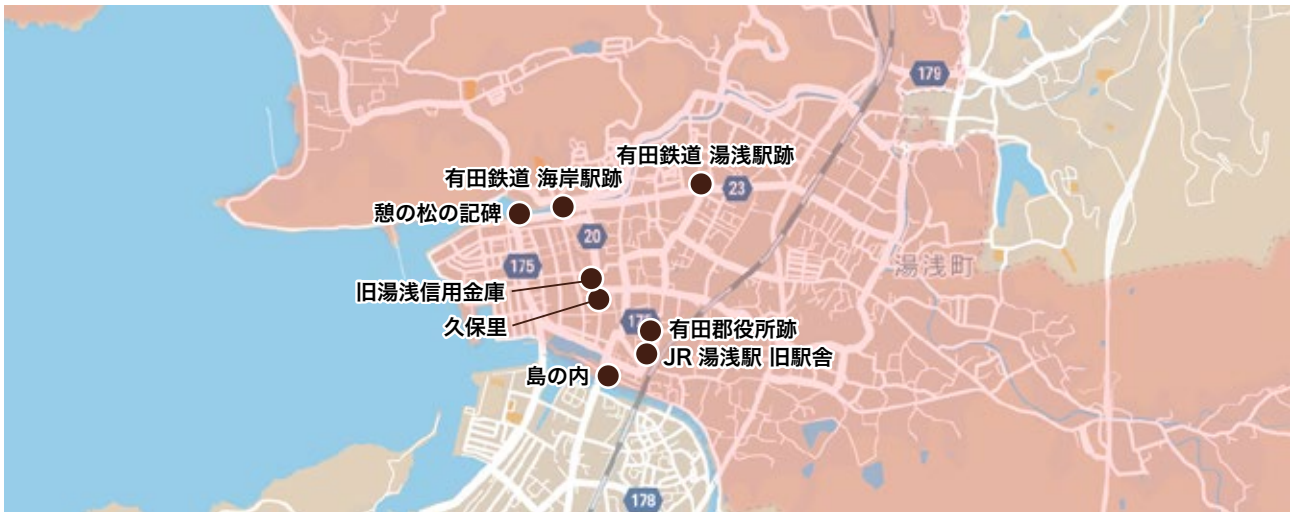 179
有田鉄道 湯浅駅跡
有田鉄道 海岸駅跡
23
憩の松の記碑
20
175
湯浅町
旧湯浅信用金庫
久保里
有田郡役所跡
JR 湯浅駅 旧駅舎
島の内
178